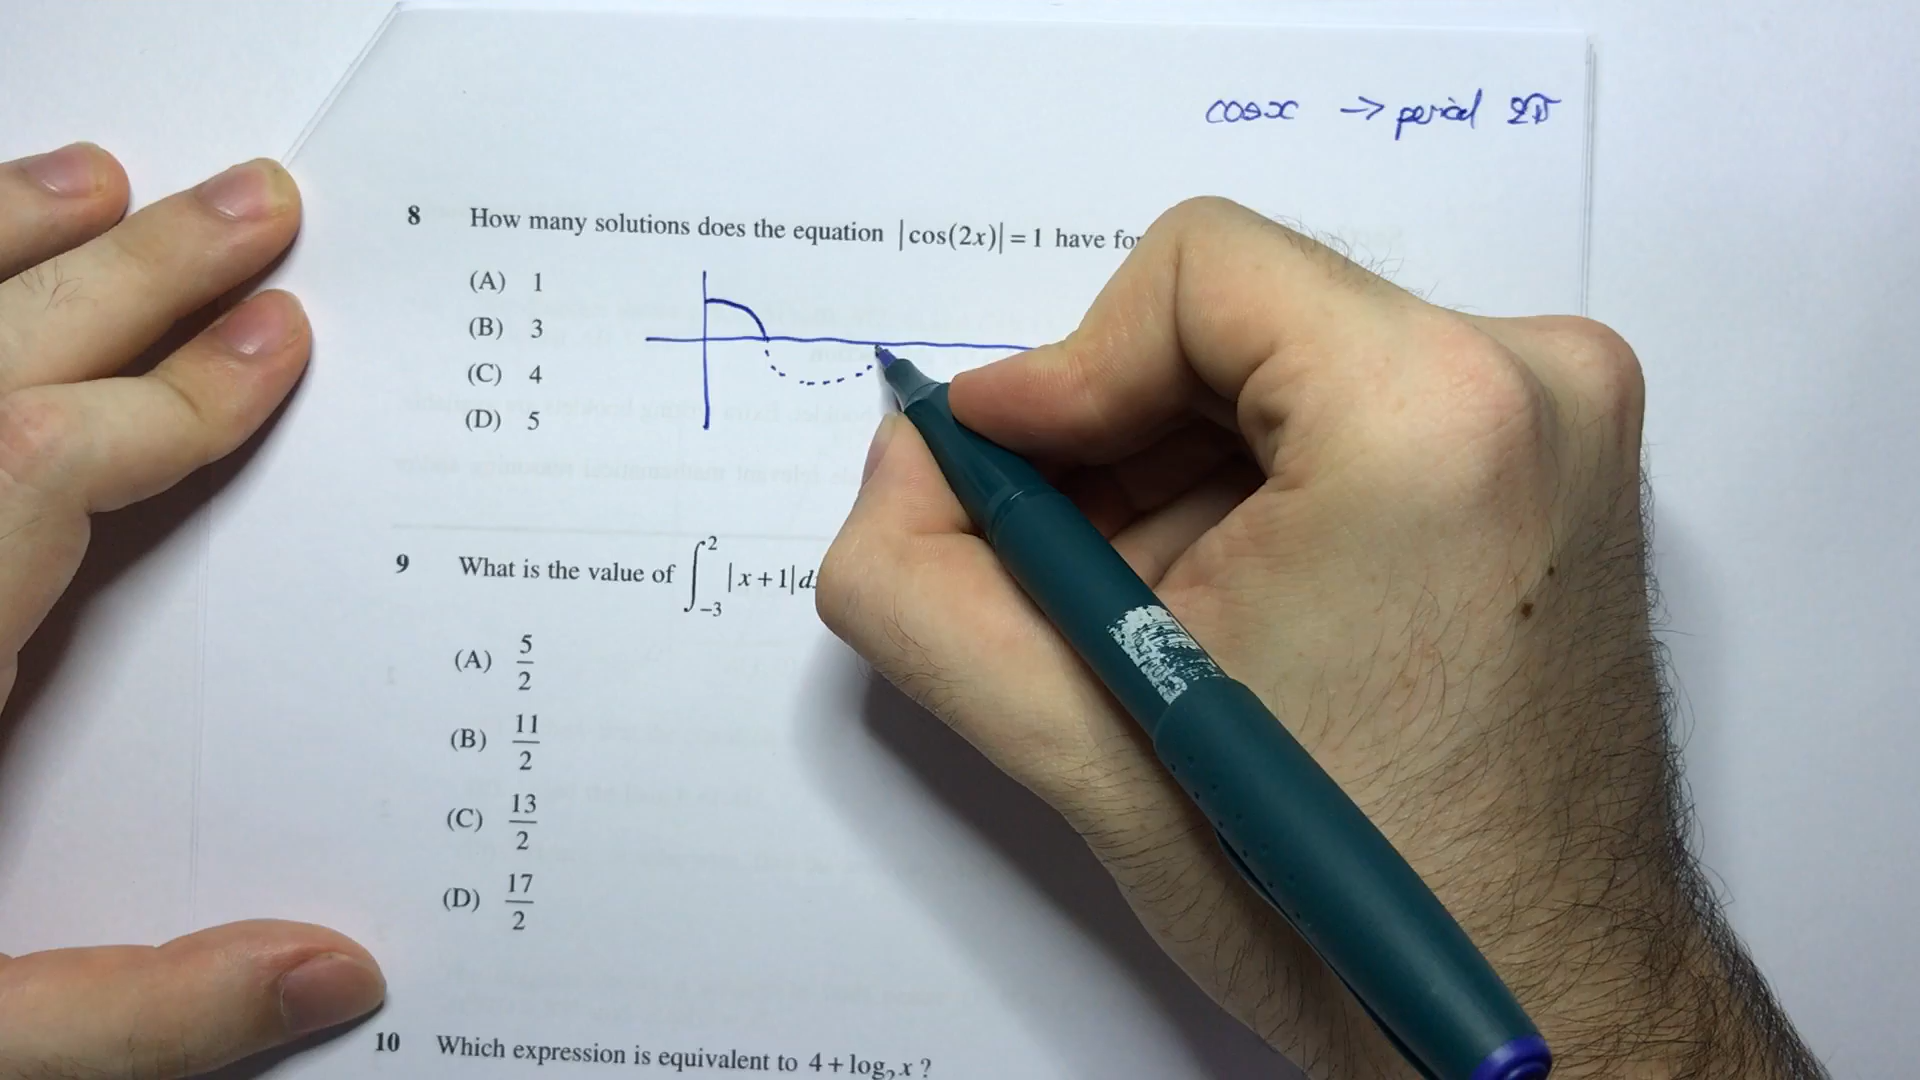 cosx → period 2π
8 How many solutions does the equation |cos(2x)| = 1 have for
(A) 1
(B) 3
(C) 4
(D) 5
9 What is the value of ∫_{-3}^{2} |x + 1| d
(A) 5/2
(B) 11/2
(C) 13/2
(D) 17/2
10 Which expression is equivalent to 4 + log₂ x ?